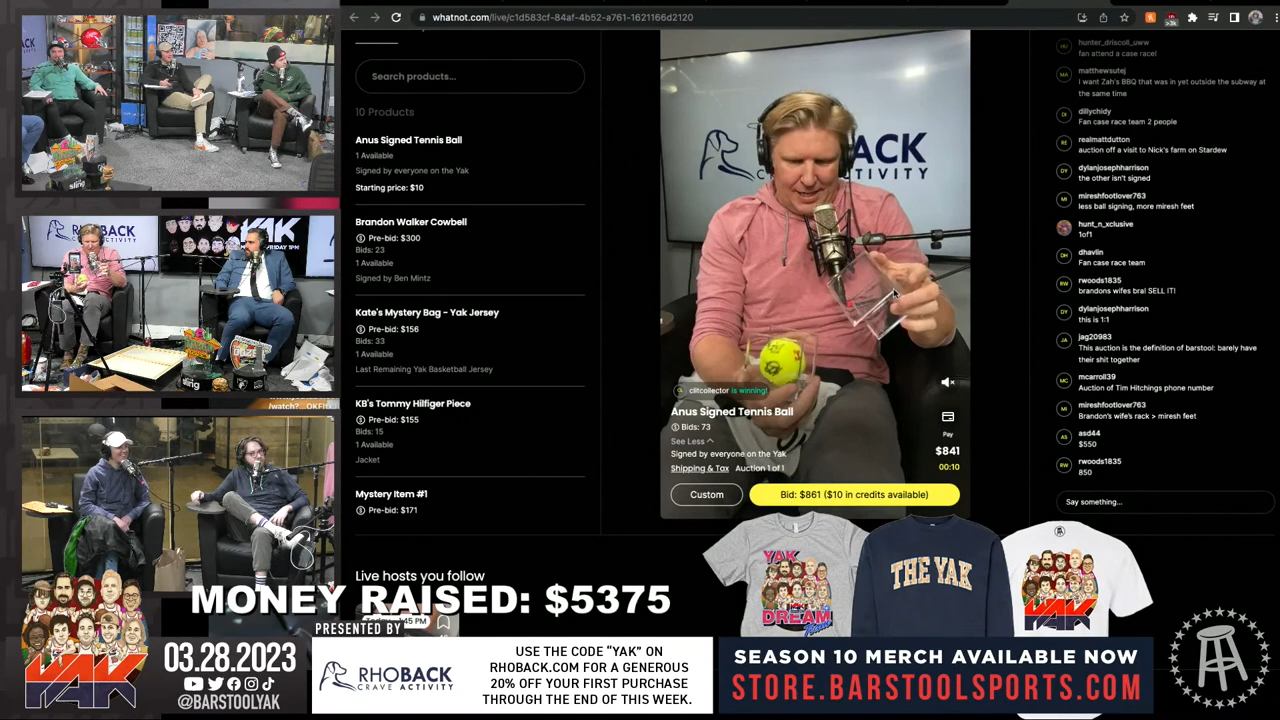 whatnot.com/live/c1d583cf-84af-4b52-a761-1621166d2120
Search products...
10 Products
Anus Signed Tennis Ball
1 Available
Signed by everyone on the Yak
Starting price: $10
Brandon Walker Cowbell
Pre-bid: $300
Bids: 23
1 Available
Signed by Ben Mintz
Kate's Mystery Bag - Yak Jersey
Pre-bid: $156
Bids: 33
1 Available
Last Remaining Yak Basketball Jersey
KB's Tommy Hilfiger Piece
Pre-bid: $155
Bids: 15
1 Available
Jacket
Mystery Item #1
Pre-bid: $171
Live hosts you follow
clitcollector is winning!
Anus Signed Tennis Ball
Bids: 73
See Less
Signed by everyone on the Yak
Shipping & Tax Auction 1 of 1
Pay
$841
00:10
Custom
Bid: $861 ($10 in credits available)
hunter_driscoll_uww
fan attend a case race!
matthewsutej
I want Zah's BBQ that was in yet outside the subway at
the same time
dillychidy
Fan case race team 2 people
realmattdutton
auction off a visit to Nick's farm on Stardew
dylanjosephharrison
the other isn't signed
mireshfootlover763
less ball signing, more miresh feet
hunt_n_xclusive
1of1
dhavlin
Fan case race team
rwoods1835
brandons wifes bra! SELL IT!
dylanjosephharrison
this is 1:1
jag20983
This auction is the definition of barstool: barely have
their shit together
mcarroll39
Auction of Tim Hitchings phone number
mireshfootlover763
Brandon's wife's rack > miresh feet
asd44
$550
rwoods1835
850
Say something...
MONEY RAISED: $5375
PRESENTED BY
YAK
03.28.2023
@BARSTOOLYAK
RHOBACK
CRAVE ACTIVITY
USE THE CODE "YAK" ON
RHOBACK.COM FOR A GENEROUS
20% OFF YOUR FIRST PURCHASE
THROUGH THE END OF THIS WEEK.
YAK
DREAM
THE YAK
YAK
SEASON 10 MERCH AVAILABLE NOW
STORE.BARSTOOLSPORTS.COM